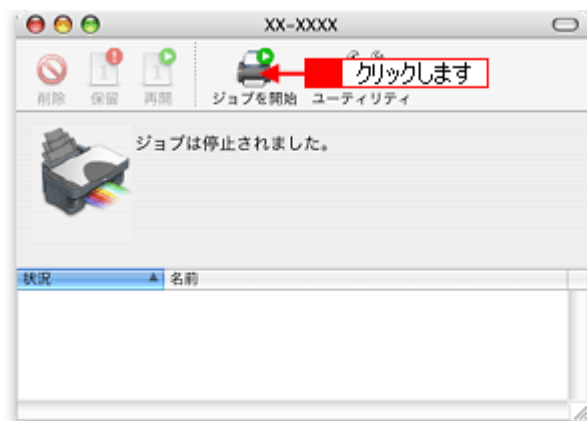 XX-XXXX
クリックします
削除 保留 再開 ジョブを開始 ユーティリティ
ジョブは停止されました。
状況 名前